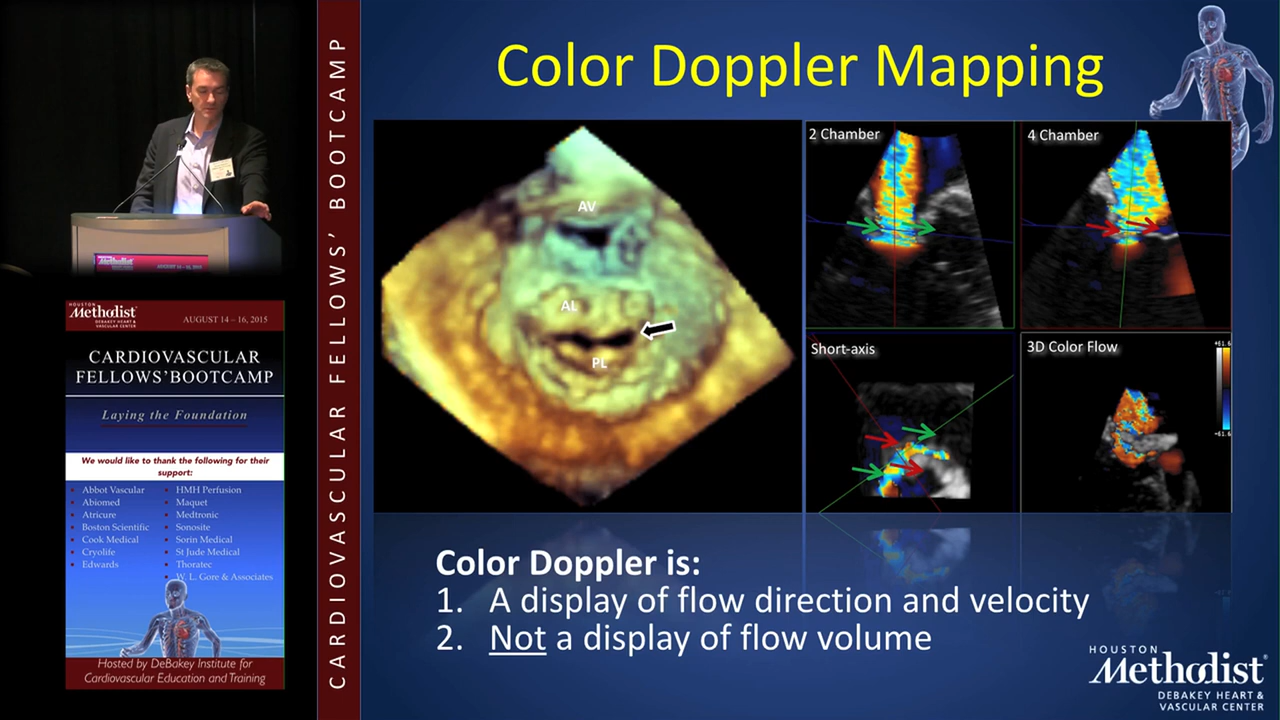 Color Doppler Mapping
CARDIOVASCULAR FELLOWS' BOOTCAMP
AV
AL
PL
2 Chamber
4 Chamber
Short-axis
3D Color Flow
+61.6
+61.6
Color Doppler is:
1. A display of flow direction and velocity
2. Not a display of flow volume
HOUSTON
Methodist
DEBAKEY HEART &
VASCULAR CENTER
HOUSTON
Methodist
DEBAKEY HEART &
VASCULAR CENTER
AUGUST 14 – 16, 2015
CARDIOVASCULAR
FELLOWS'BOOTCAMP
Laying the Foundation
We would like to thank the following for their
support:
Abbot Vascular
Abiomed
Atricure
Boston Scientific
Cook Medical
Cryolife
Edwards
HMH Perfusion
Maquet
Medtronic
Sonosite
Sorin Medical
St Jude Medical
Thoratec
W. L. Gore & Associates
Hosted by DeBakey Institute for
Cardiovascular Education and Training